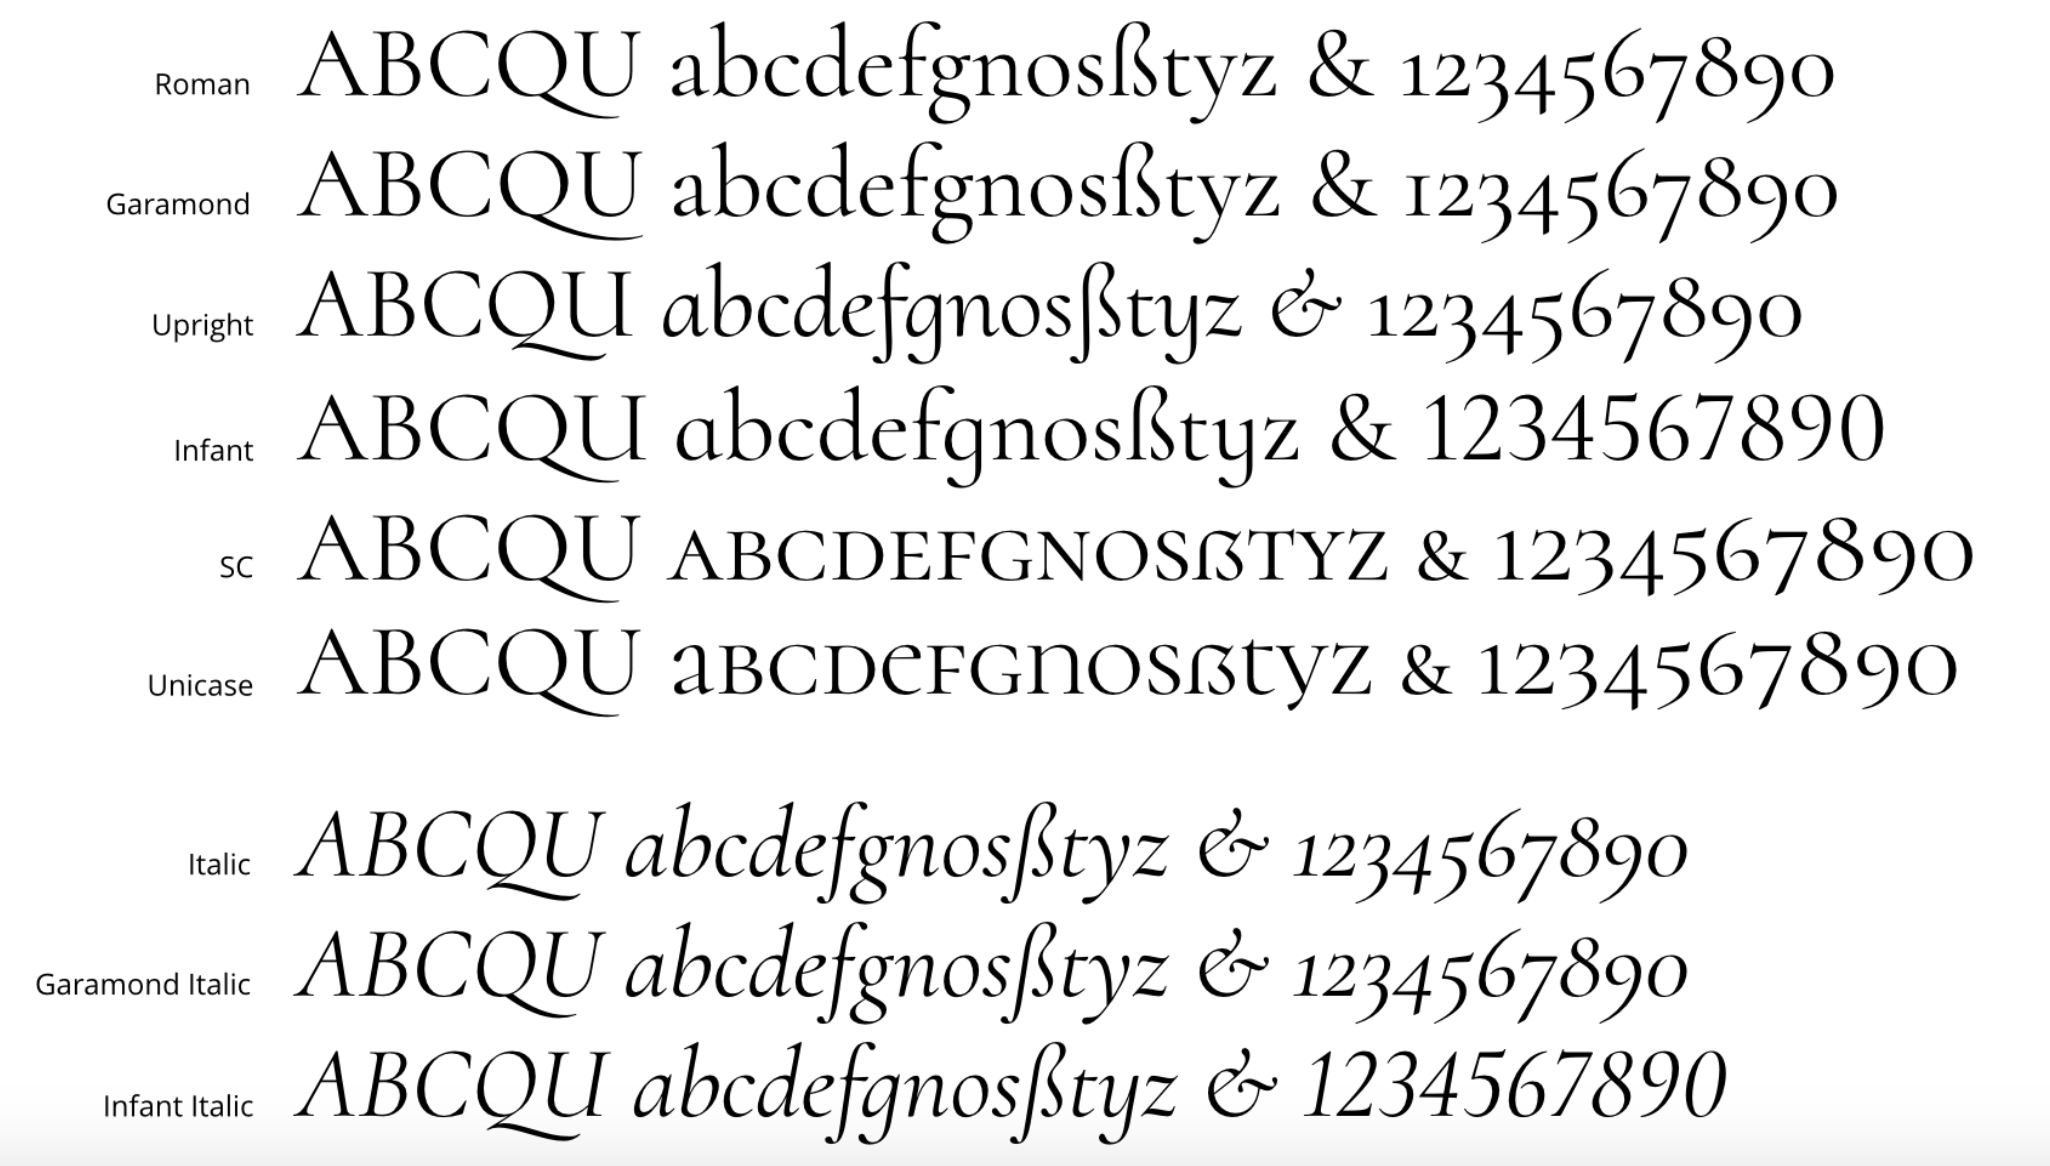 Roman ABCQU abcdefgnosßtyz & 1234567890
Garamond ABCQU abcdefgnosßtyz & 1234567890
Upright ABCQU abcdefgnosßtyz & 1234567890
Infant ABCQU abcdefgnosßtyz & 1234567890
SC ABCQU ABCDEFGNOSßTYZ & 1234567890
Unicase ABCQU aBCDeFGnOSßtyz & 1234567890
Italic ABCQU abcdefgnosßtyz & 1234567890
Garamond Italic ABCQU abcdefgnosßtyz & 1234567890
Infant Italic ABCQU abcdefgnosßtyz & 1234567890